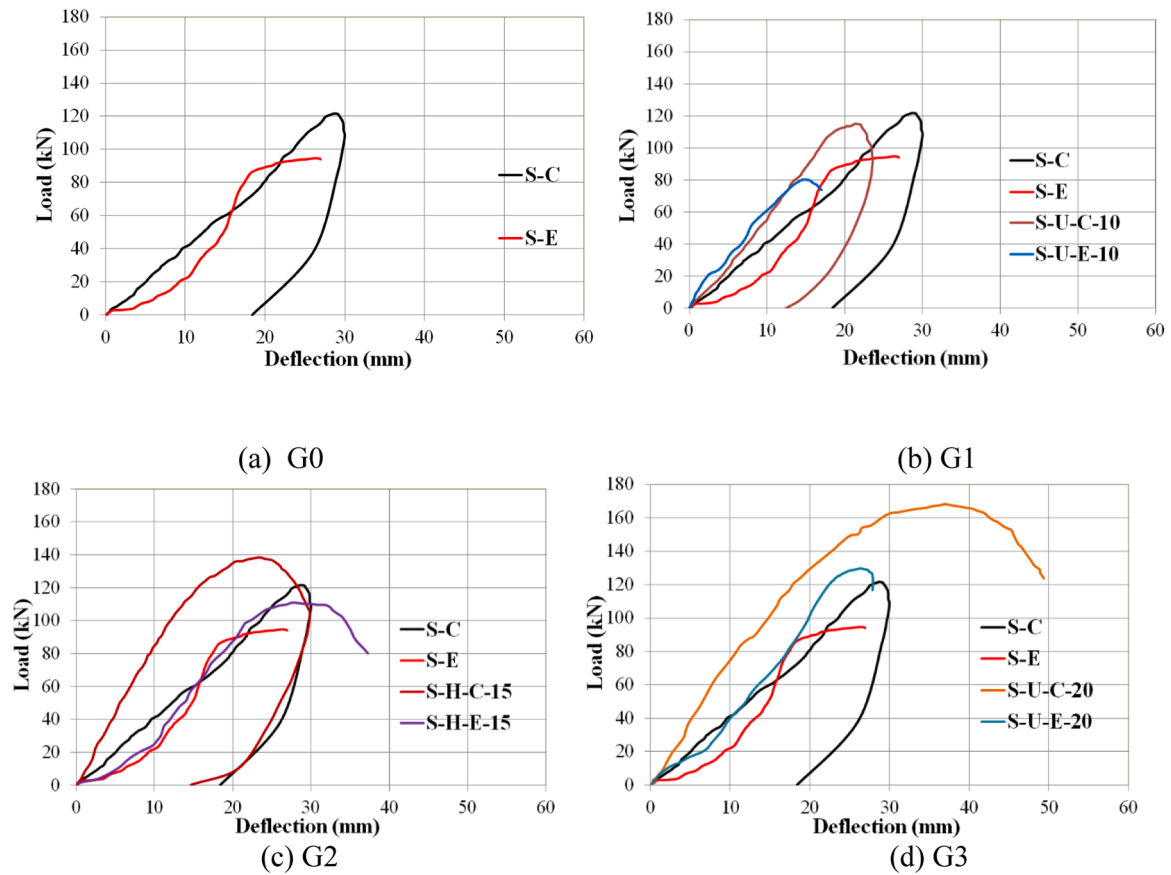 180
160
140
120
100
80
60
40
20
0
0 10 20 30 40 50 60
Load (kN)
Deflection (mm)
S-C
S-E
(a) G0
180
160
140
120
100
80
60
40
20
0
0 10 20 30 40 50 60
Load (kN)
Deflection (mm)
S-C
S-E
S-U-C-10
S-U-E-10
(b) G1
180
160
140
120
100
80
60
40
20
0
0 10 20 30 40 50 60
Load (kN)
Deflection (mm)
S-C
S-E
S-H-C-15
S-H-E-15
(c) G2
180
160
140
120
100
80
60
40
20
0
0 10 20 30 40 50 60
Load (kN)
Deflection (mm)
S-C
S-E
S-U-C-20
S-U-E-20
(d) G3